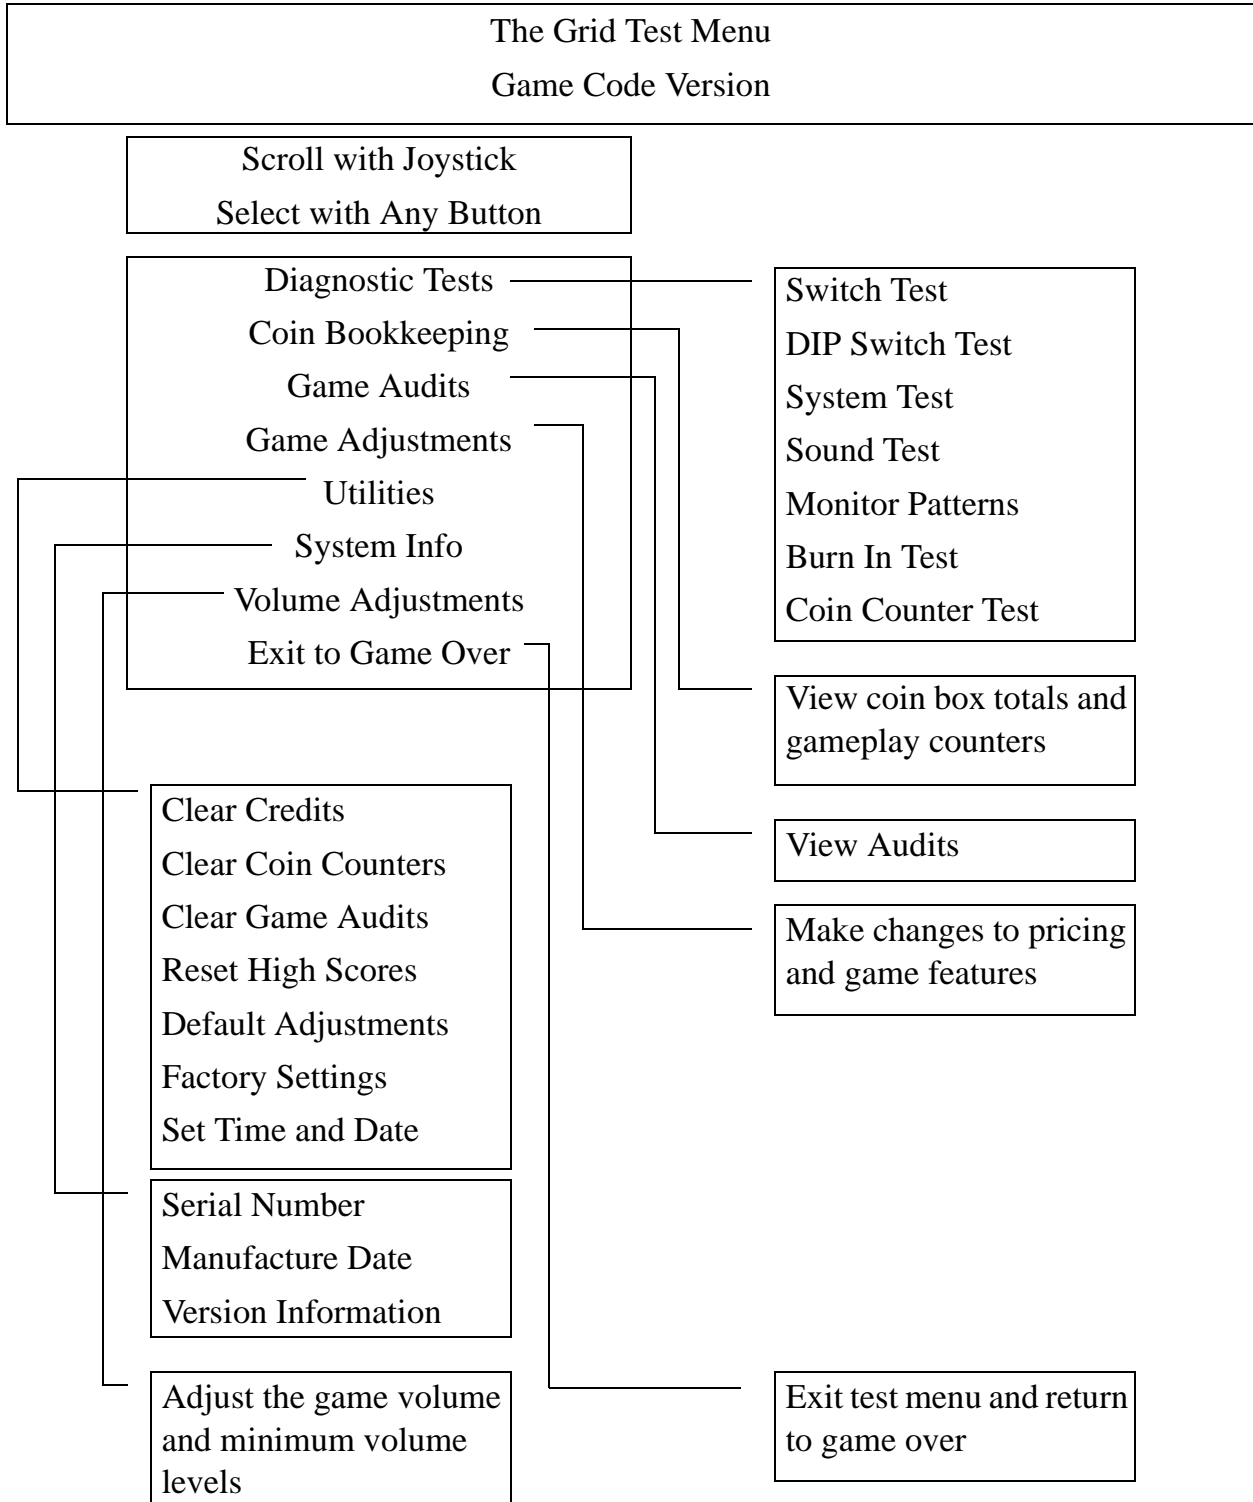 The Grid Test Menu
Game Code Version
Scroll with Joystick
Select with Any Button
Diagnostic Tests
Coin Bookkeeping
Game Audits
Game Adjustments
Utilities
System Info
Volume Adjustments
Exit to Game Over
Switch Test
DIP Switch Test
System Test
Sound Test
Monitor Patterns
Burn In Test
Coin Counter Test
View coin box totals and
gameplay counters
View Audits
Make changes to pricing
and game features
Clear Credits
Clear Coin Counters
Clear Game Audits
Reset High Scores
Default Adjustments
Factory Settings
Set Time and Date
Serial Number
Manufacture Date
Version Information
Adjust the game volume
and minimum volume
levels
Exit test menu and return
to game over